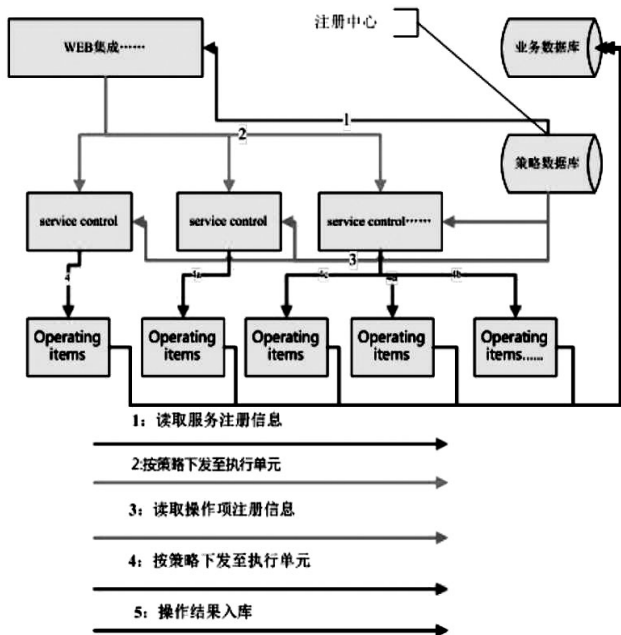 注册中心
WEB集成……
业务数据库
1
2
策略数据库
service control
service control
service control……
3
4
4a
4b
Operating
items
Operating
items
Operating
items
Operating
items
Operating
items……
1：读取服务注册信息
2:按策略下发至执行单元
3：读取操作项注册信息
4：按策略下发至执行单元
5：操作结果入库